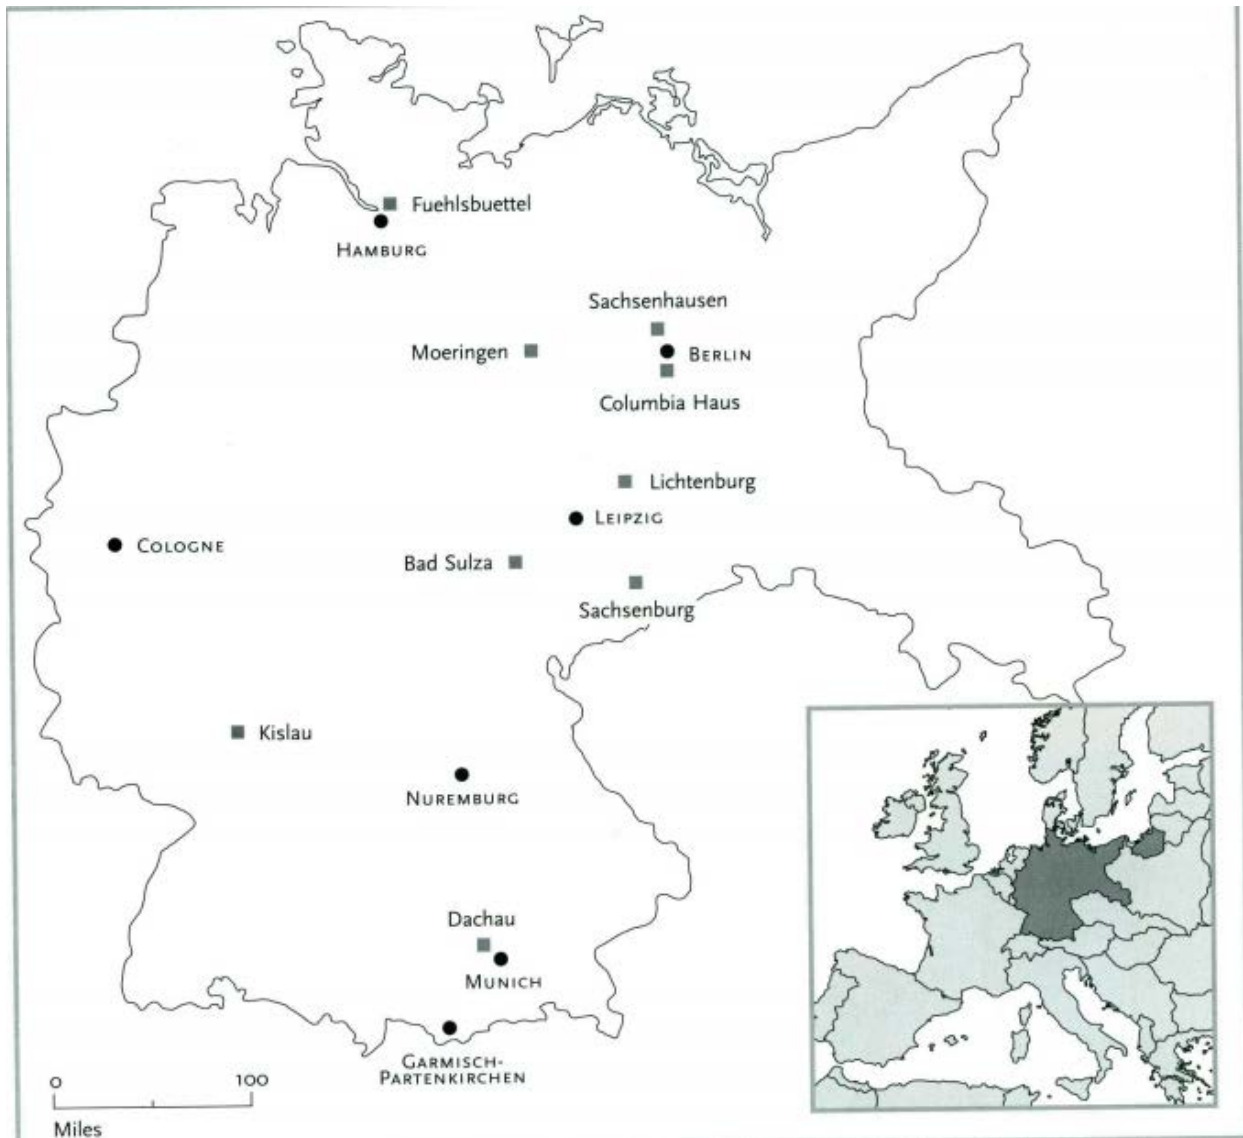 Fuehlsbuettel
HAMBURG
Sachsenhausen
Moeringen
BERLIN
Columbia Haus
Lichtenburg
LEIPZIG
COLOGNE
Bad Sulza
Sachsenburg
Kislau
NUREMBURG
Dachau
MUNICH
GARMISCH-
PARTENKIRCHEN
0 100
Miles